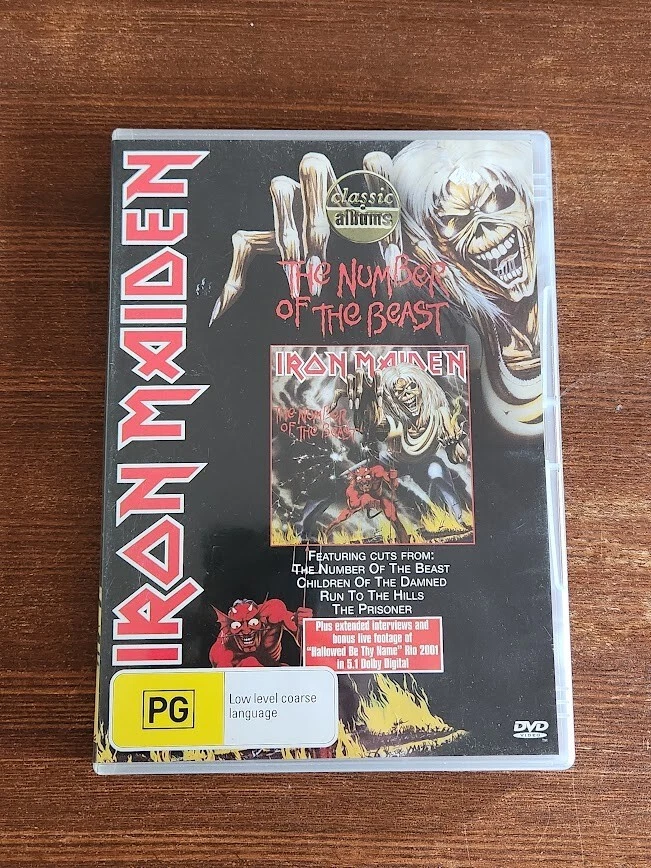 IRON MAIDEN
classic
albums
THE NUMBER
OF THE BEAST
IRON MAIDEN
THE NUMBER
OF THE BEAST
FEATURING CUTS FROM:
THE NUMBER OF THE BEAST
CHILDREN OF THE DAMNED
RUN TO THE HILLS
THE PRISONER
Plus extended interviews and
bonus live footage of
"Hallowed Be Thy Name" Rio 2001
in 5.1 Dolby Digital
PG
Low level coarse
language
DVD
VIDEO